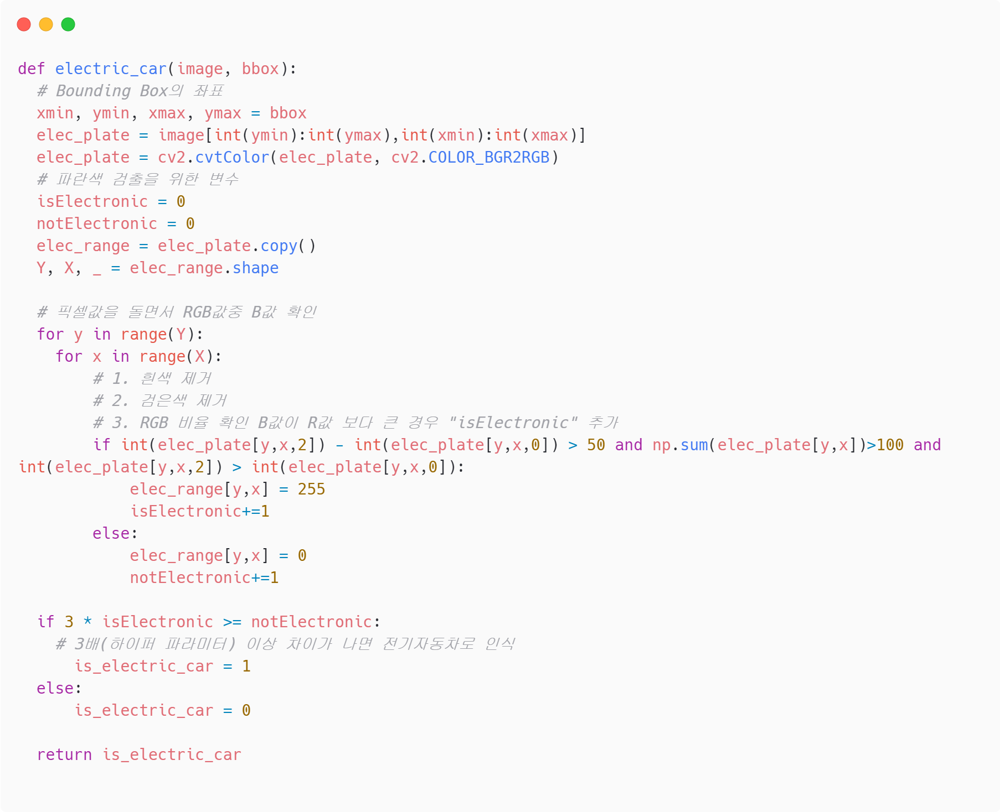 def electric_car(image, bbox):
  # Bounding Box의 좌표
  xmin, ymin, xmax, ymax = bbox
  elec_plate = image[int(ymin):int(ymax),int(xmin):int(xmax)]
  elec_plate = cv2.cvtColor(elec_plate, cv2.COLOR_BGR2RGB)
  # 파란색 검출을 위한 변수
  isElectronic = 0
  notElectronic = 0
  elec_range = elec_plate.copy()
  Y, X, _ = elec_range.shape

  # 픽셀값을 돌면서 RGB값중 B값 확인
  for y in range(Y):
    for x in range(X):
        # 1. 흰색 제거
        # 2. 검은색 제거
        # 3. RGB 비율 확인 B값이 R값 보다 큰 경우 "isElectronic" 추가
        if int(elec_plate[y,x,2]) - int(elec_plate[y,x,0]) > 50 and np.sum(elec_plate[y,x])>100 and
int(elec_plate[y,x,2]) > int(elec_plate[y,x,0]):
            elec_range[y,x] = 255
            isElectronic+=1
        else:
            elec_range[y,x] = 0
            notElectronic+=1

  if 3 * isElectronic >= notElectronic:
    # 3배(하이퍼 파라미터) 이상 차이가 나면 전기자동차로 인식
      is_electric_car = 1
  else:
      is_electric_car = 0

  return is_electric_car